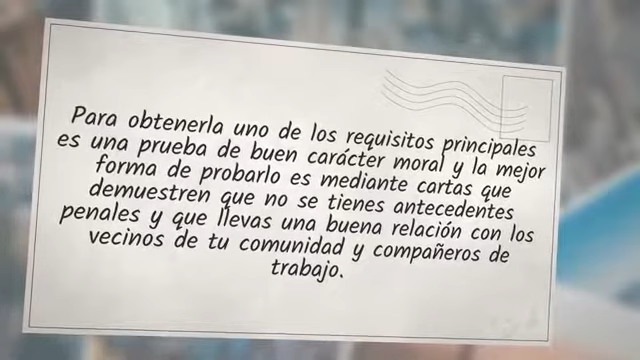 Para obtenerla uno de los requisitos principales
es una prueba de buen carácter moral y la mejor
forma de probarlo es mediante cartas que
demuestren que no se tienes antecedentes
penales y que llevas una buena relación con los
vecinos de tu comunidad y compañeros de
trabajo.